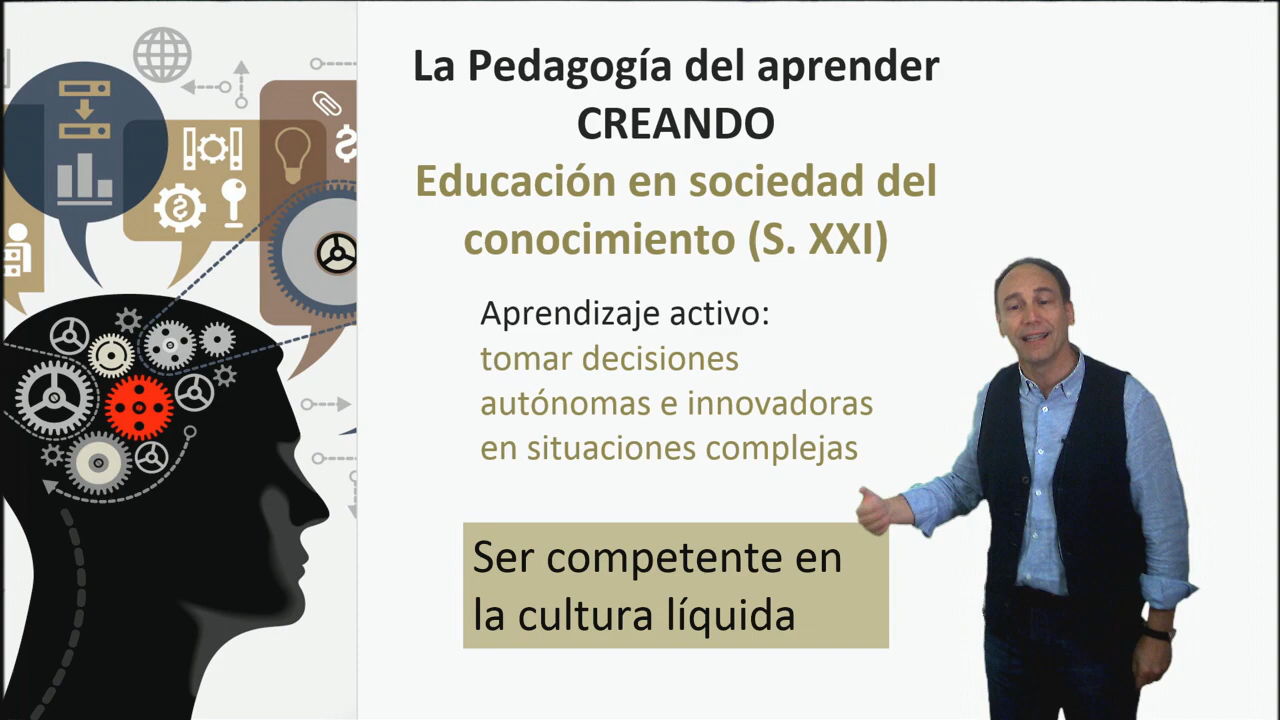 La Pedagogía del aprender
CREANDO
Educación en sociedad del
conocimiento (S. XXI)
Aprendizaje activo:
tomar decisiones
autónomas e innovadoras
en situaciones complejas
Ser competente en
la cultura líquida